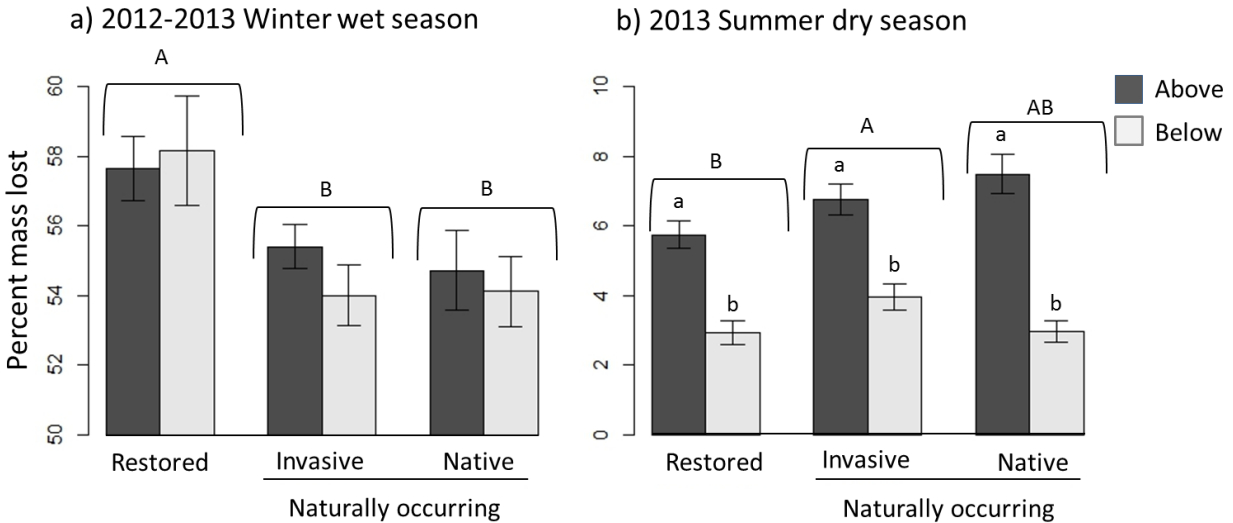 a) 2012-2013 Winter wet season
b) 2013 Summer dry season
Percent mass lost
60
58
56
54
52
50
A
B
B
Restored
Invasive
Native
Naturally occurring
10
8
6
4
2
0
B
A
AB
a
b
a
b
a
b
Restored
Invasive
Native
Naturally occurring
Above
Below